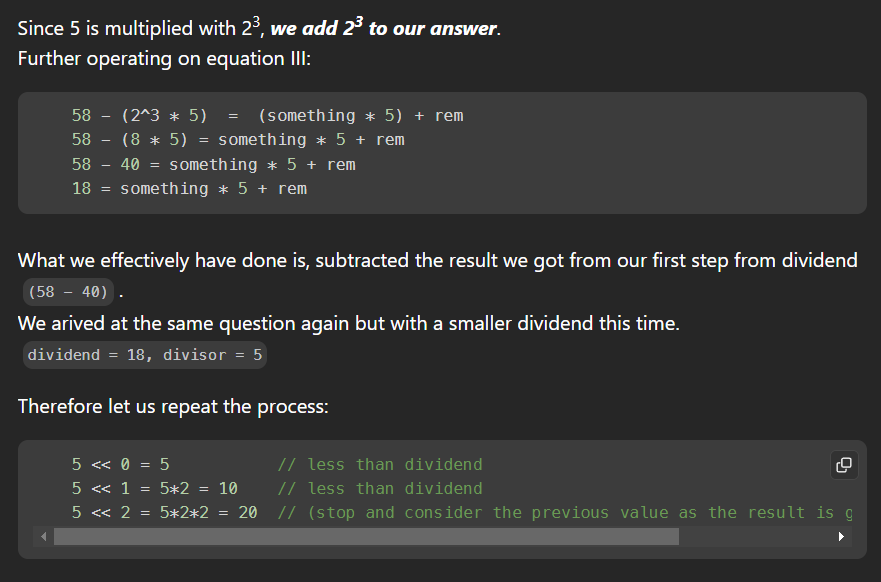 Since 5 is multiplied with 2³, we add 2³ to our answer.
Further operating on equation III:
58 – (2^3 * 5)  =  (something * 5) + rem
58 – (8 * 5) = something * 5 + rem
58 – 40 = something * 5 + rem
18 = something * 5 + rem
What we effectively have done is, subtracted the result we got from our first step from dividend
(58 – 40) .
We arived at the same question again but with a smaller dividend this time.
dividend = 18, divisor = 5
Therefore let us repeat the process:
5 << 0 = 5           // less than dividend
5 << 1 = 5*2 = 10    // less than dividend
5 << 2 = 5*2*2 = 20  // (stop and consider the previous value as the result is